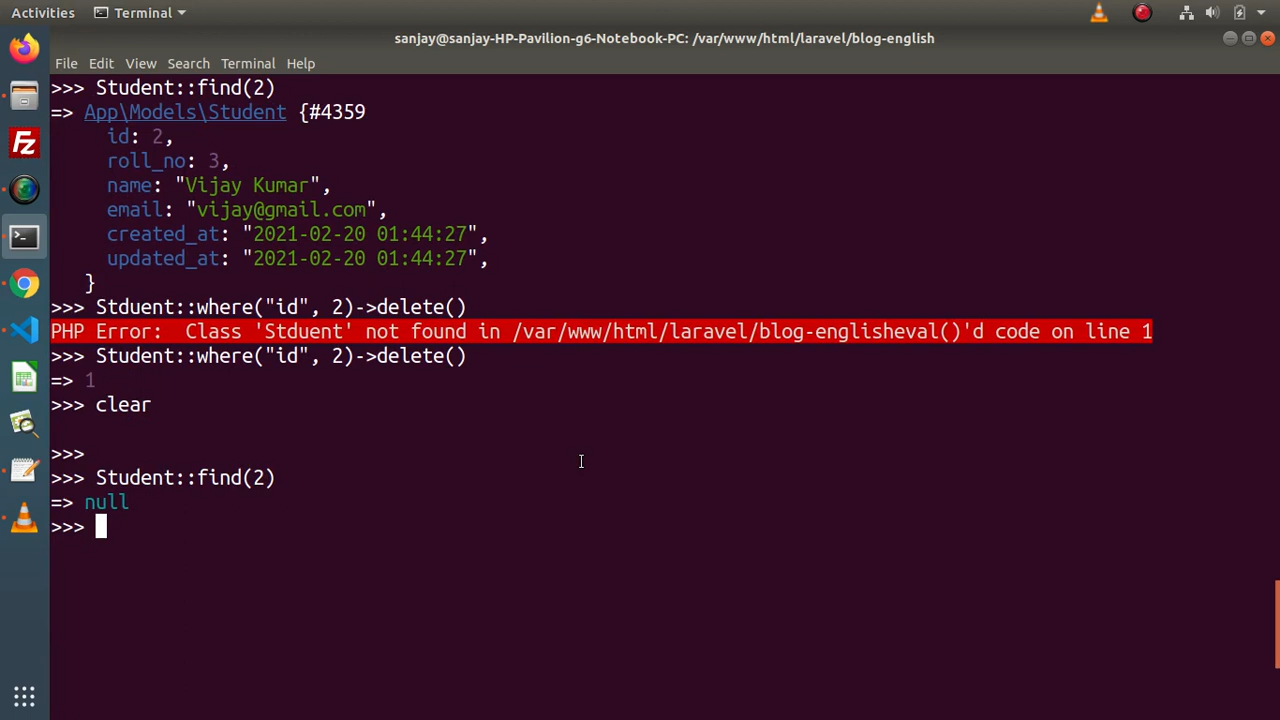 Activities Terminal
sanjay@sanjay-HP-Pavilion-g6-Notebook-PC: /var/www/html/laravel/blog-english
File Edit View Search Terminal Help
>>> Student::find(2)
=> App\Models\Student {#4359
id: 2,
roll_no: 3,
name: "Vijay Kumar",
email: "vijay@gmail.com",
created_at: "2021-02-20 01:44:27",
updated_at: "2021-02-20 01:44:27",
}
>>> Stduent::where("id", 2)->delete()
PHP Error:  Class 'Stduent' not found in /var/www/html/laravel/blog-englisheval()'d code on line 1
>>> Student::where("id", 2)->delete()
=> 1
>>> clear
>>>
>>> Student::find(2)
=> null
>>>